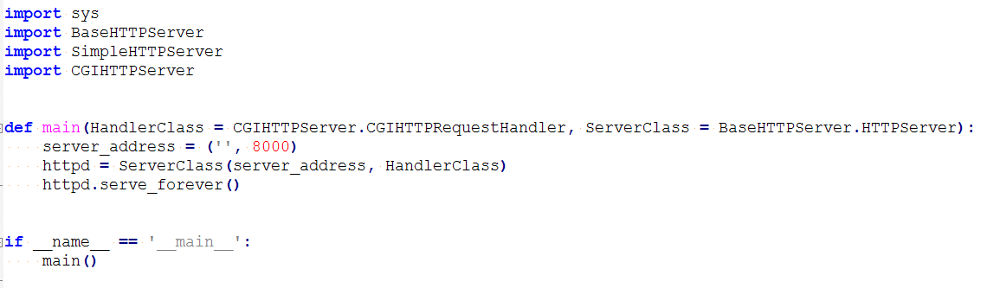 import sys
import BaseHTTPServer
import SimpleHTTPServer
import CGIHTTPServer
def main(HandlerClass = CGIHTTPServer.CGIHTTPRequestHandler, ServerClass = BaseHTTPServer.HTTPServer):
    server_address = ('', 8000)
    httpd = ServerClass(server_address, HandlerClass)
    httpd.serve_forever()
if __name__ == '__main__':
    main()